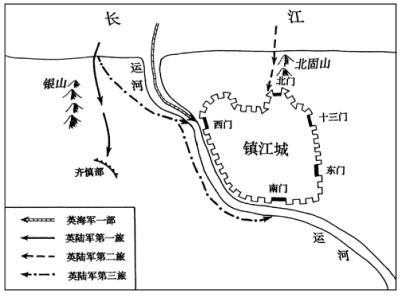 长 江
运河
银山
北固山
北门
西门
十三门
镇江城
东门
齐慎部
南门
运河
英海军一部
英陆军第一旅
英陆军第二旅
英陆军第三旅